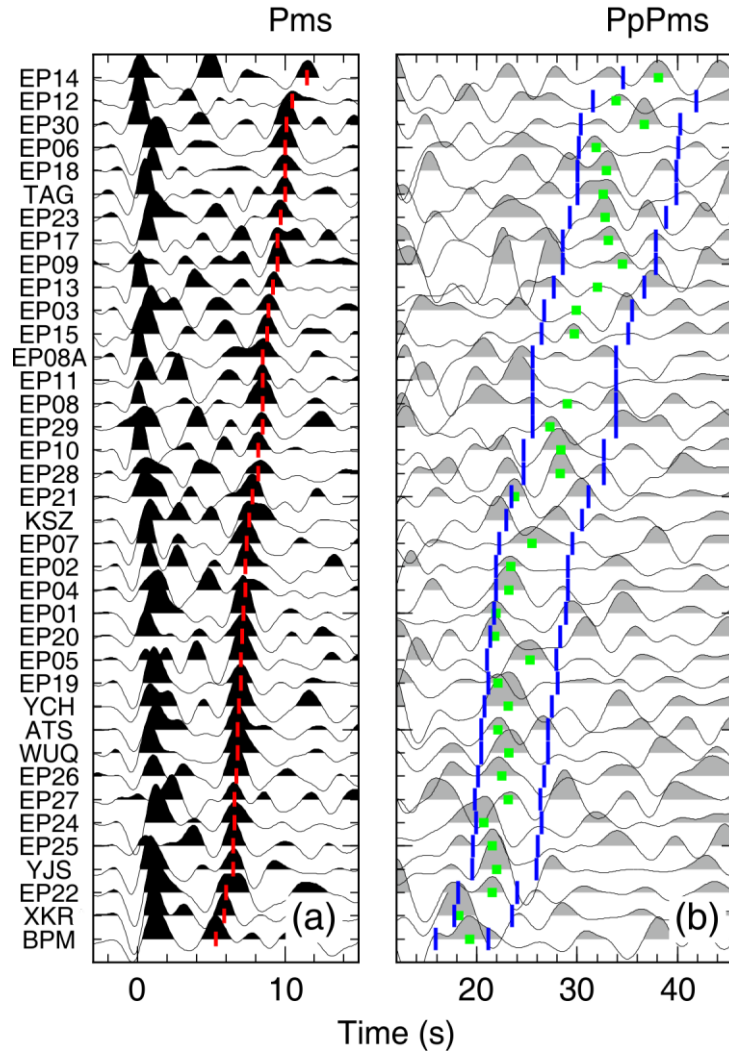 Pms PpPms
EP14
EP12
EP30
EP06
EP18
TAG
EP23
EP17
EP09
EP13
EP03
EP15
EP08A
EP11
EP08
EP29
EP10
EP28
EP21
KSZ
EP07
EP02
EP04
EP01
EP20
EP05
EP19
YCH
ATS
WUQ
EP26
EP27
EP24
EP25
YJS
EP22
XKR
BPM
(a) (b)
0 10 20 30 40
Time (s)